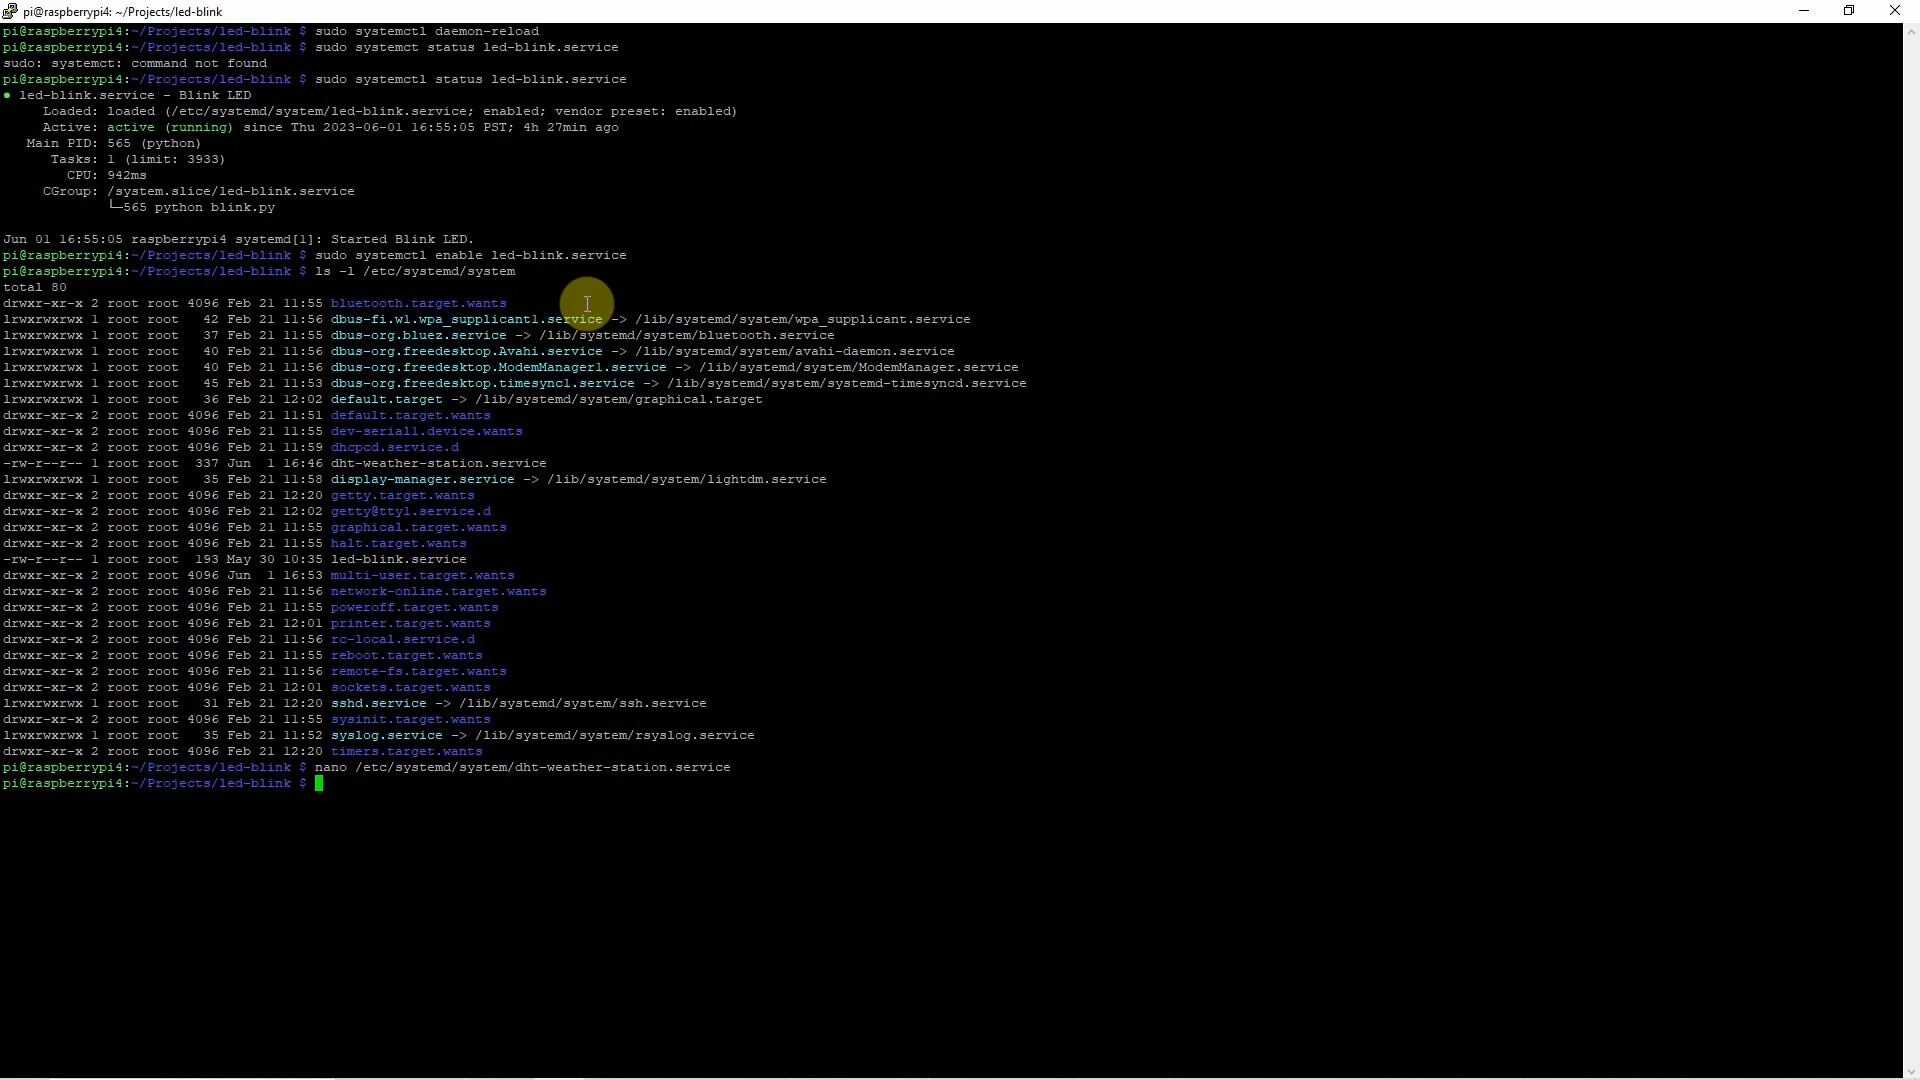 pi@raspberrypi4: ~/Projects/led-blink
pi@raspberrypi4:~/Projects/led-blink $ sudo systemctl daemon-reload
pi@raspberrypi4:~/Projects/led-blink $ sudo systemct status led-blink.service
sudo: systemct: command not found
pi@raspberrypi4:~/Projects/led-blink $ sudo systemctl status led-blink.service
● led-blink.service - Blink LED
     Loaded: loaded (/etc/systemd/system/led-blink.service; enabled; vendor preset: enabled)
     Active: active (running) since Thu 2023-06-01 16:55:05 PST; 4h 27min ago
   Main PID: 565 (python)
      Tasks: 1 (limit: 3933)
        CPU: 942ms
     CGroup: /system.slice/led-blink.service
             └─565 python blink.py
Jun 01 16:55:05 raspberrypi4 systemd[1]: Started Blink LED.
pi@raspberrypi4:~/Projects/led-blink $ sudo systemctl enable led-blink.service
pi@raspberrypi4:~/Projects/led-blink $ ls -l /etc/systemd/system
total 80
drwxr-xr-x 2 root root 4096 Feb 21 11:55 bluetooth.target.wants
lrwxrwxrwx 1 root root   42 Feb 21 11:56 dbus-fi.w1.wpa_supplicant1.service -> /lib/systemd/system/wpa_supplicant.service
lrwxrwxrwx 1 root root   37 Feb 21 11:55 dbus-org.bluez.service -> /lib/systemd/system/bluetooth.service
lrwxrwxrwx 1 root root   40 Feb 21 11:56 dbus-org.freedesktop.Avahi.service -> /lib/systemd/system/avahi-daemon.service
lrwxrwxrwx 1 root root   40 Feb 21 11:56 dbus-org.freedesktop.ModemManager1.service -> /lib/systemd/system/ModemManager.service
lrwxrwxrwx 1 root root   45 Feb 21 11:53 dbus-org.freedesktop.timesync1.service -> /lib/systemd/system/systemd-timesyncd.service
lrwxrwxrwx 1 root root   36 Feb 21 12:02 default.target -> /lib/systemd/system/graphical.target
drwxr-xr-x 2 root root 4096 Feb 21 11:51 default.target.wants
drwxr-xr-x 2 root root 4096 Feb 21 11:55 dev-serial1.device.wants
drwxr-xr-x 2 root root 4096 Feb 21 11:59 dhcpcd.service.d
-rw-r--r-- 1 root root  337 Jun  1 16:46 dht-weather-station.service
lrwxrwxrwx 1 root root   35 Feb 21 11:58 display-manager.service -> /lib/systemd/system/lightdm.service
drwxr-xr-x 2 root root 4096 Feb 21 12:20 getty.target.wants
drwxr-xr-x 2 root root 4096 Feb 21 12:02 getty@tty1.service.d
drwxr-xr-x 2 root root 4096 Feb 21 11:55 graphical.target.wants
drwxr-xr-x 2 root root 4096 Feb 21 11:55 halt.target.wants
-rw-r--r-- 1 root root  193 May 30 10:35 led-blink.service
drwxr-xr-x 2 root root 4096 Jun  1 16:53 multi-user.target.wants
drwxr-xr-x 2 root root 4096 Feb 21 11:56 network-online.target.wants
drwxr-xr-x 2 root root 4096 Feb 21 11:55 poweroff.target.wants
drwxr-xr-x 2 root root 4096 Feb 21 12:01 printer.target.wants
drwxr-xr-x 2 root root 4096 Feb 21 11:56 rc-local.service.d
drwxr-xr-x 2 root root 4096 Feb 21 11:55 reboot.target.wants
drwxr-xr-x 2 root root 4096 Feb 21 11:56 remote-fs.target.wants
drwxr-xr-x 2 root root 4096 Feb 21 12:01 sockets.target.wants
lrwxrwxrwx 1 root root   31 Feb 21 12:20 sshd.service -> /lib/systemd/system/ssh.service
drwxr-xr-x 2 root root 4096 Feb 21 11:55 sysinit.target.wants
lrwxrwxrwx 1 root root   35 Feb 21 11:52 syslog.service -> /lib/systemd/system/rsyslog.service
drwxr-xr-x 2 root root 4096 Feb 21 12:20 timers.target.wants
pi@raspberrypi4:~/Projects/led-blink $ nano /etc/systemd/system/dht-weather-station.service
pi@raspberrypi4:~/Projects/led-blink $